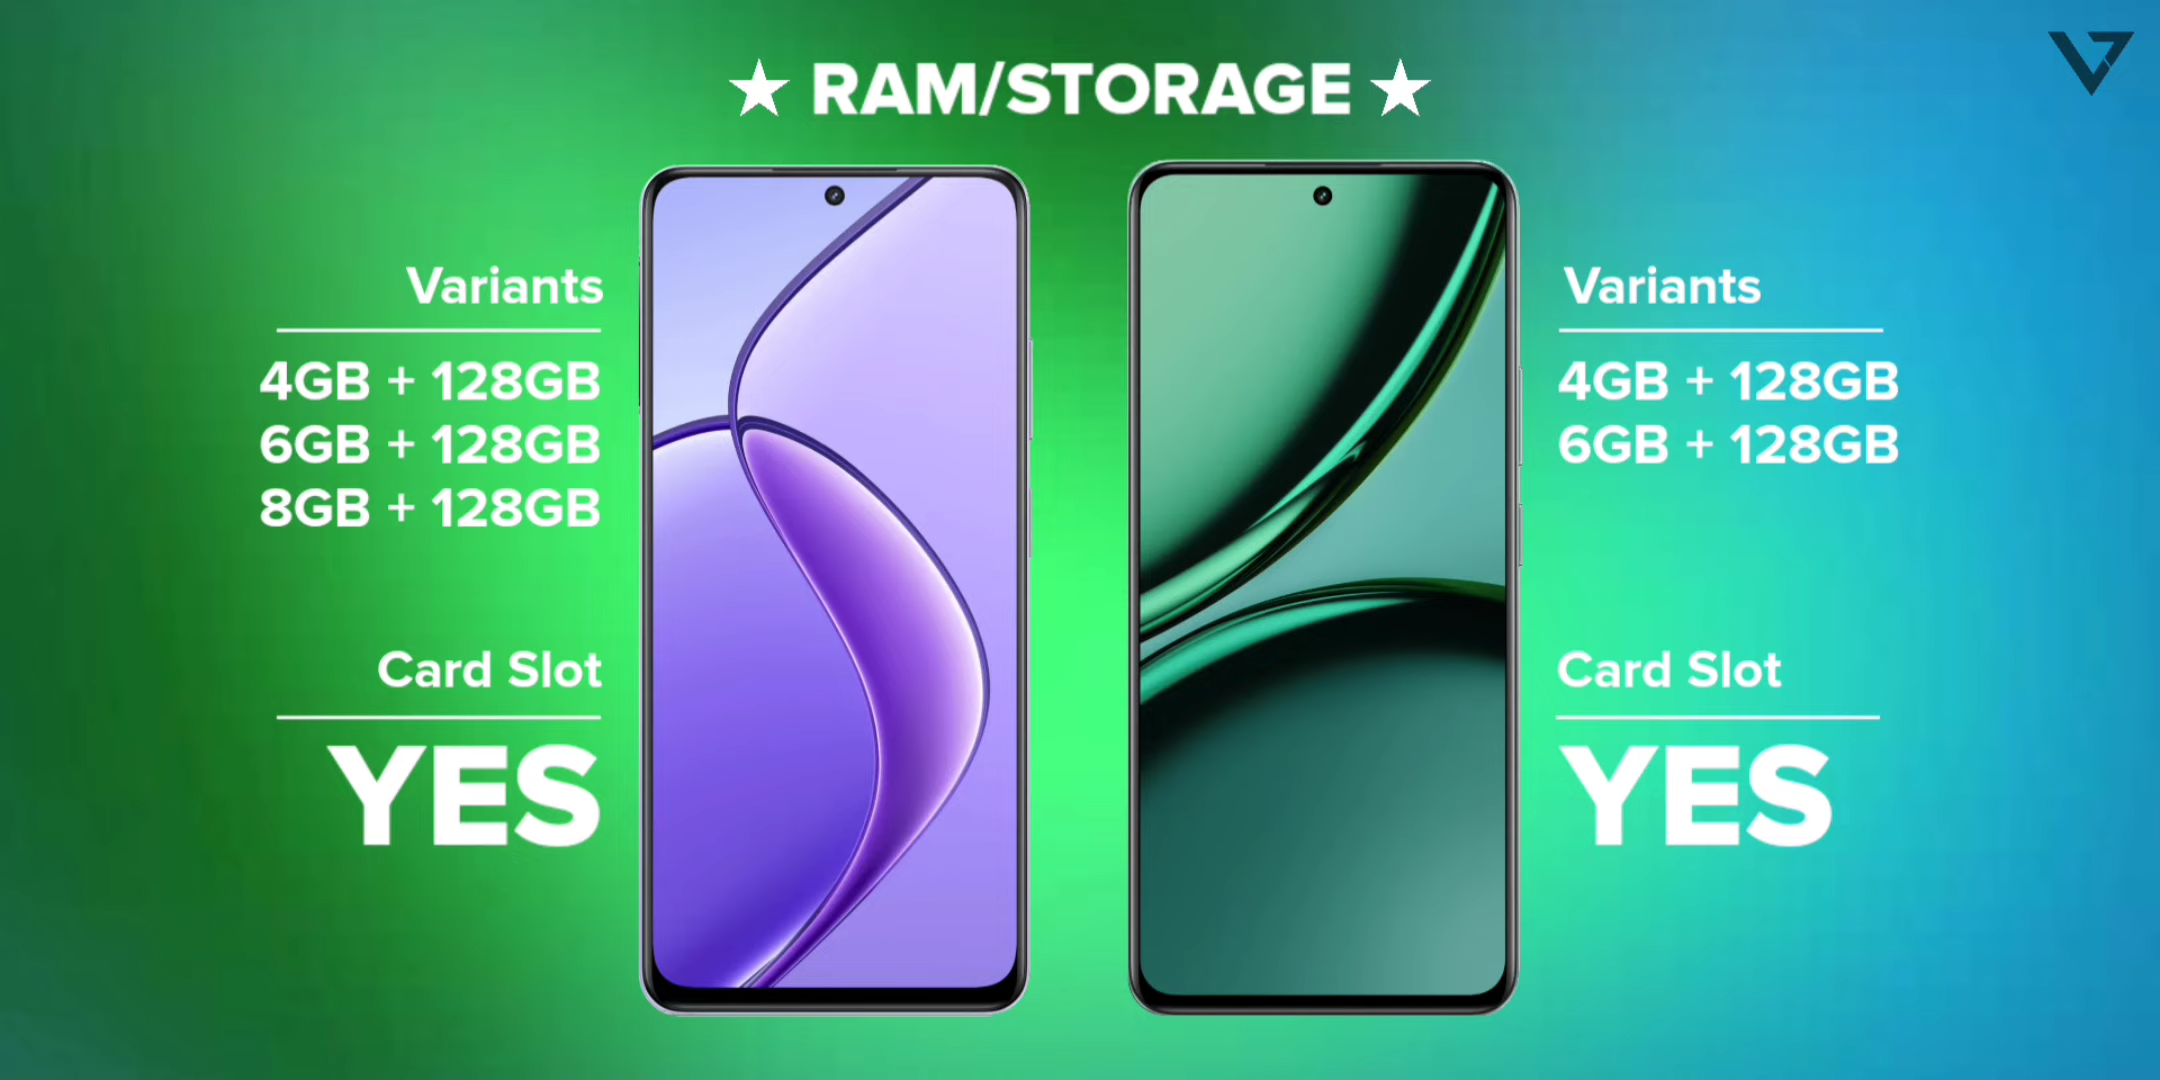 ★ RAM/STORAGE ★
Variants
4GB + 128GB
6GB + 128GB
8GB + 128GB
Card Slot
YES
Variants
4GB + 128GB
6GB + 128GB
Card Slot
YES